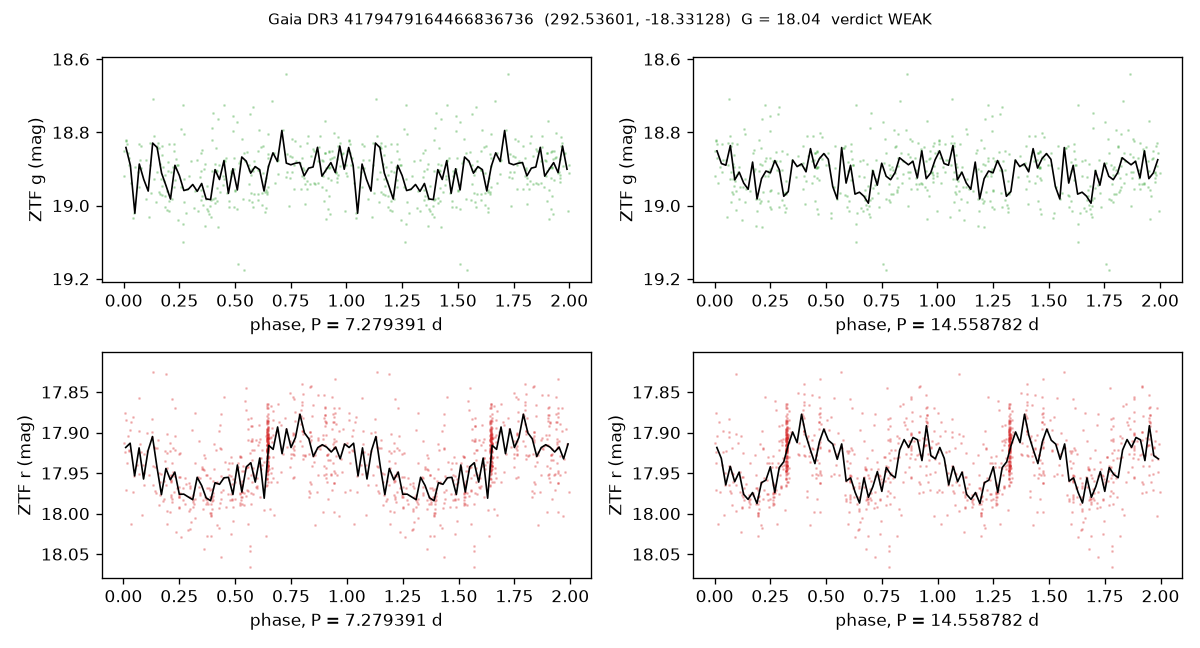 Gaia DR3 4179479164466836736  (292.53601, -18.33128)  G = 18.04  verdict WEAK
ZTF g (mag)
18.6
18.8
19.0
19.2
0.00 0.25 0.50 0.75 1.00 1.25 1.50 1.75 2.00
phase, P = 7.279391 d
ZTF g (mag)
18.6
18.8
19.0
19.2
0.00 0.25 0.50 0.75 1.00 1.25 1.50 1.75 2.00
phase, P = 14.558782 d
ZTF r (mag)
17.85
17.90
17.95
18.00
18.05
0.00 0.25 0.50 0.75 1.00 1.25 1.50 1.75 2.00
phase, P = 7.279391 d
ZTF r (mag)
17.85
17.90
17.95
18.00
18.05
0.00 0.25 0.50 0.75 1.00 1.25 1.50 1.75 2.00
phase, P = 14.558782 d